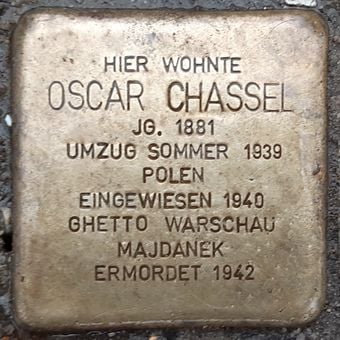 HIER WOHNTE
OSCAR CHASSEL
JG. 1881
UMZUG SOMMER 1939
POLEN
EINGEWIESEN 1940
GHETTO WARSCHAU
MAJDANEK
ERMORDET 1942